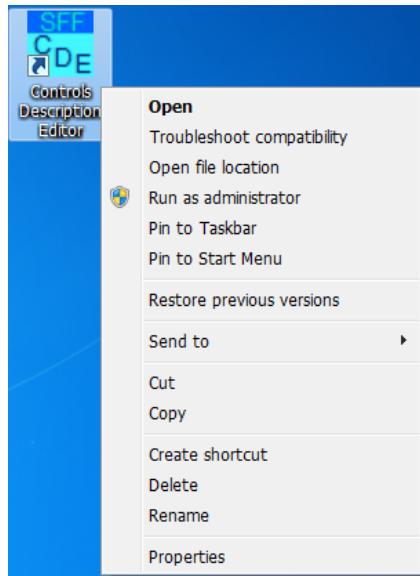 SFF
CDE
Controls
Description
Editor
Open
Troubleshoot compatibility
Open file location
Run as administrator
Pin to Taskbar
Pin to Start Menu
Restore previous versions
Send to
Cut
Copy
Create shortcut
Delete
Rename
Properties